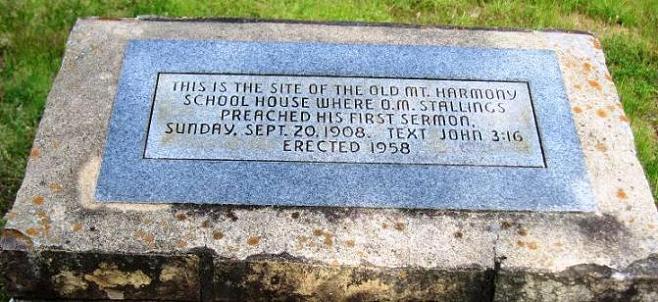 THIS IS THE SITE OF THE OLD MT. HARMONY
SCHOOL HOUSE WHERE O.M. STALLINGS
PREACHED HIS FIRST SERMON,
SUNDAY, SEPT. 20, 1908. TEXT JOHN 3:16
ERECTED 1958